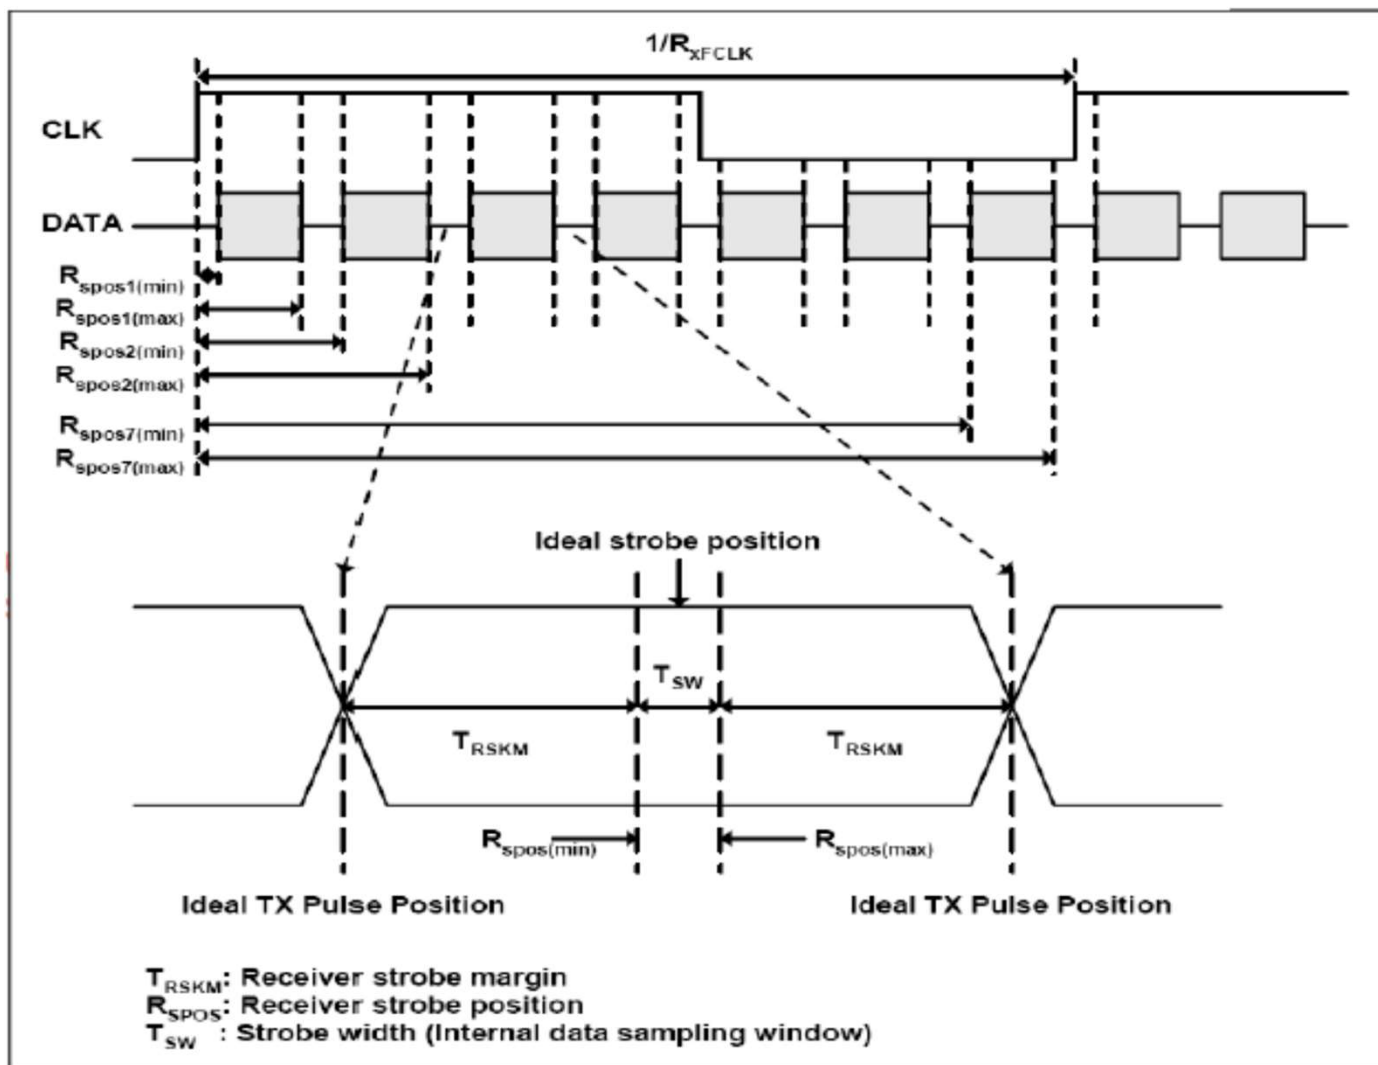 1/RxFCLK
CLK
DATA
Rspos1(min)
Rspos1(max)
Rspos2(min)
Rspos2(max)
Rspos7(min)
Rspos7(max)
Ideal strobe position
TSW
TRSKM TRSKM
Rspos(min) Rspos(max)
Ideal TX Pulse Position Ideal TX Pulse Position
TRSKM: Receiver strobe margin
RSPOS: Receiver strobe position
TSW : Strobe width (Internal data sampling window)